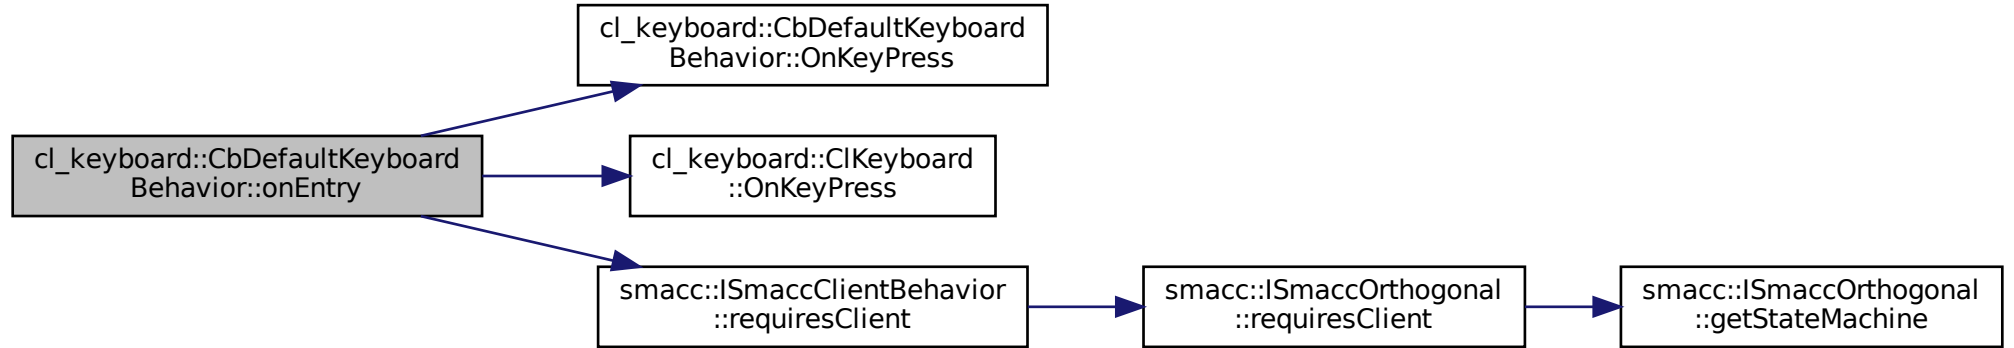 cl_keyboard::CbDefaultKeyboard
Behavior::OnKeyPress
cl_keyboard::CbDefaultKeyboard
Behavior::onEntry
cl_keyboard::ClKeyboard
::OnKeyPress
smacc::ISmaccClientBehavior
::requiresClient
smacc::ISmaccOrthogonal
::requiresClient
smacc::ISmaccOrthogonal
::getStateMachine